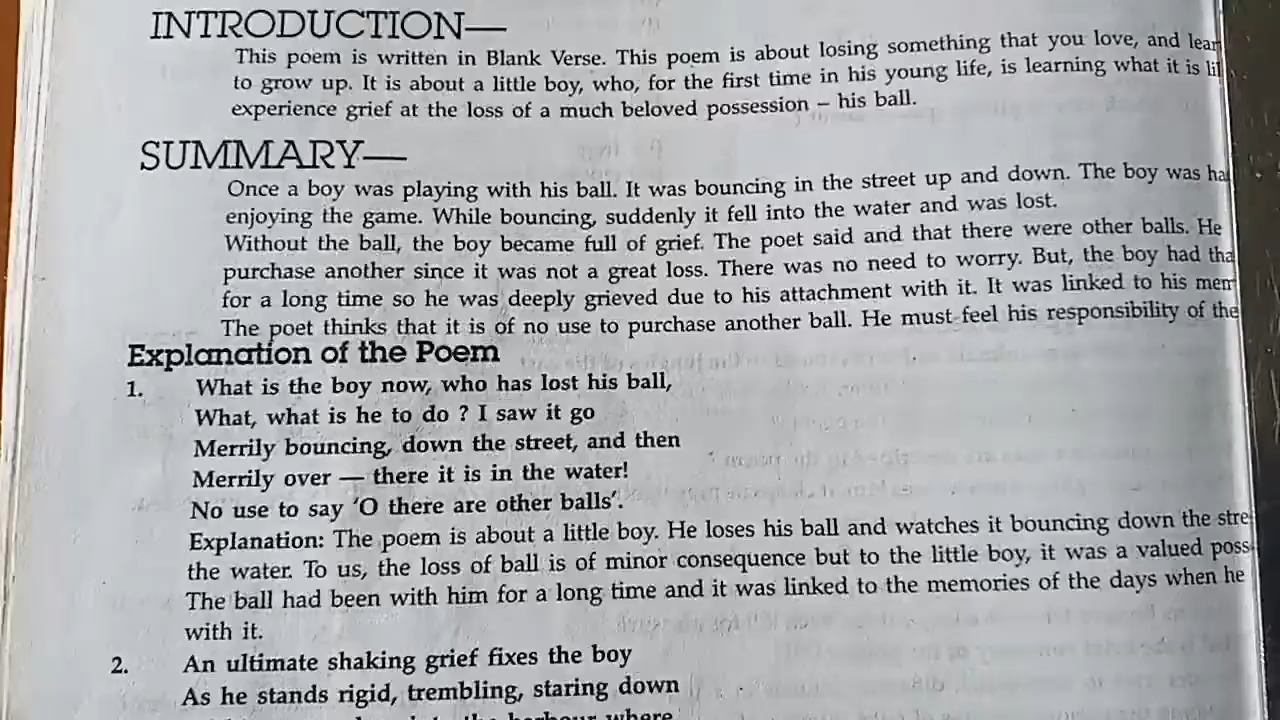 INTRODUCTION—
This poem is written in Blank Verse. This poem is about losing something that you love, and
to grow up. It is about a little boy, who, for the first time in his young life, is learning what it is
experience grief at the loss of a much beloved possession – his ball.
SUMMARY—
Once a boy was playing with his ball. It was bouncing in the street up and down. The boy was
enjoying the game. While bouncing, suddenly it fell into the water and was lost.
Without the ball, the boy became full of grief. The poet said and that there were other balls. He
purchase another since it was not a great loss. There was no need to worry. But, the boy had
for a long time so he was deeply grieved due to his attachment with it. It was linked to his
The poet thinks that it is of no use to purchase another ball. He must feel his responsibility of the
Explanation of the Poem
1. What is the boy now, who has lost his ball,
What, what is he to do ? I saw it go
Merrily bouncing, down the street, and then
Merrily over — there it is in the water!
No use to say 'O there are other balls'.
Explanation: The poem is about a little boy. He loses his ball and watches it bouncing down the
the water. To us, the loss of ball is of minor consequence but to the little boy, it was a valued
The ball had been with him for a long time and it was linked to the memories of the days when he
with it.
2. An ultimate shaking grief fixes the boy
As he stands rigid, trembling, staring down
the harbour where